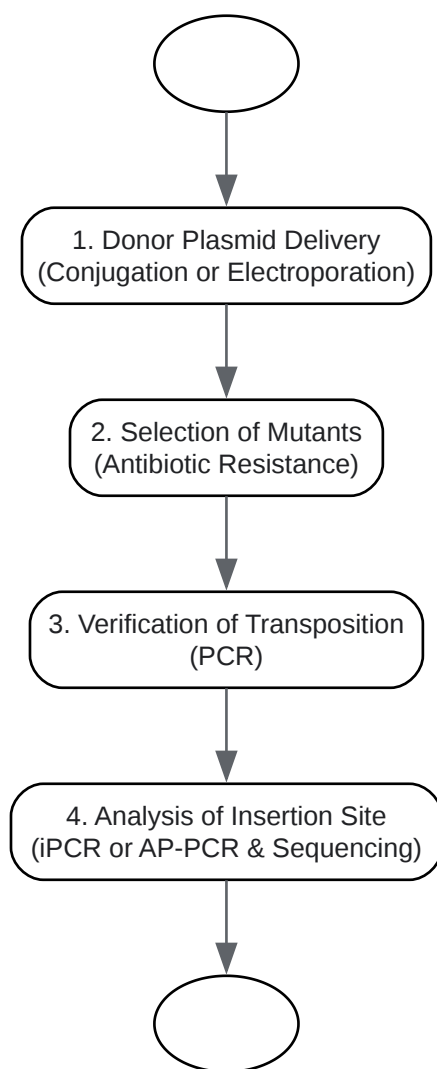 1. Donor Plasmid Delivery
(Conjugation or Electroporation)
2. Selection of Mutants
(Antibiotic Resistance)
3. Verification of Transposition
(PCR)
4. Analysis of Insertion Site
(iPCR or AP-PCR & Sequencing)